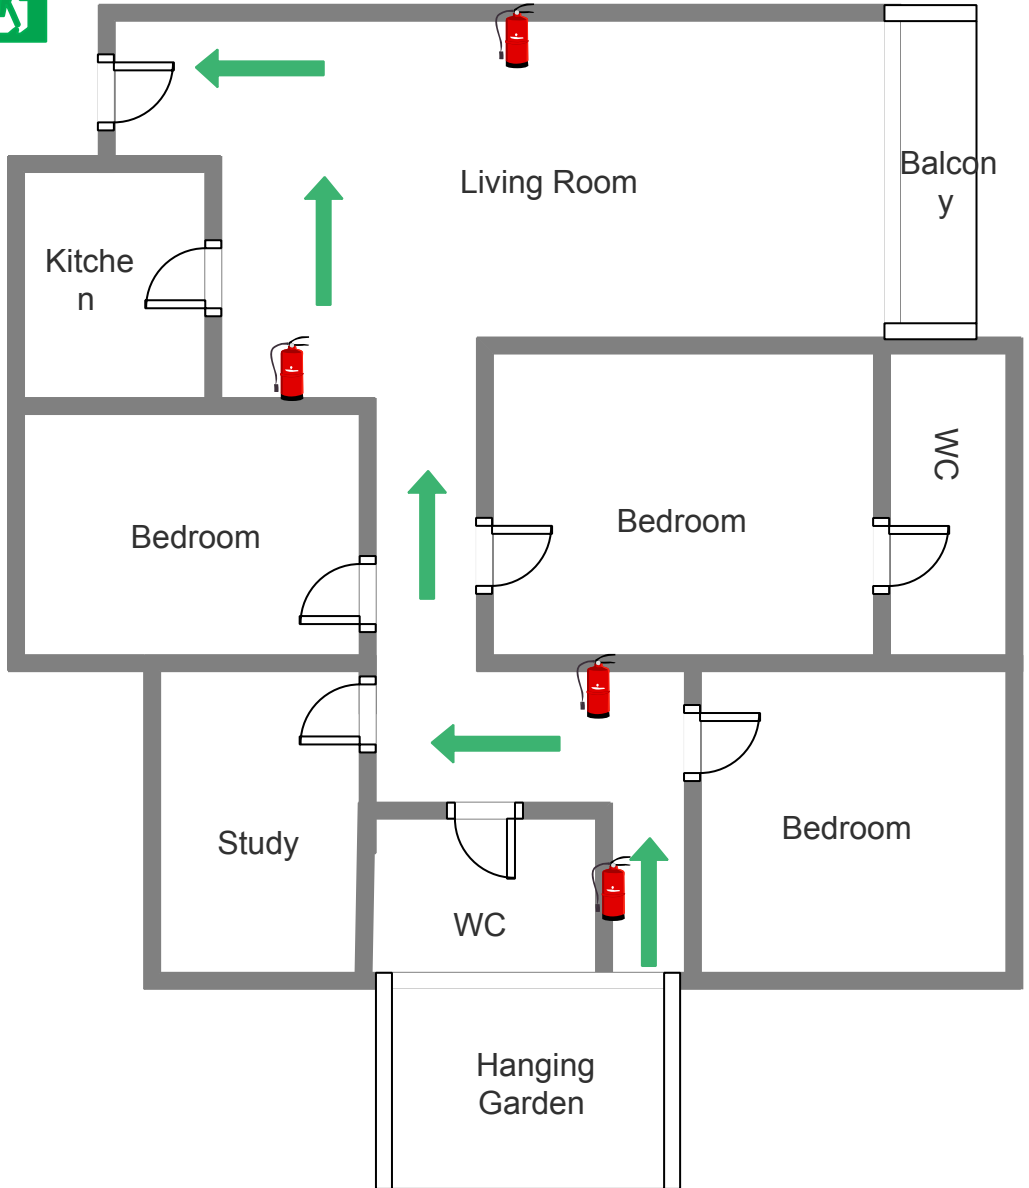 Living Room
Balcon
y
Kitche
n
WC
Bedroom
Bedroom
Bedroom
Study
WC
Hanging
Garden